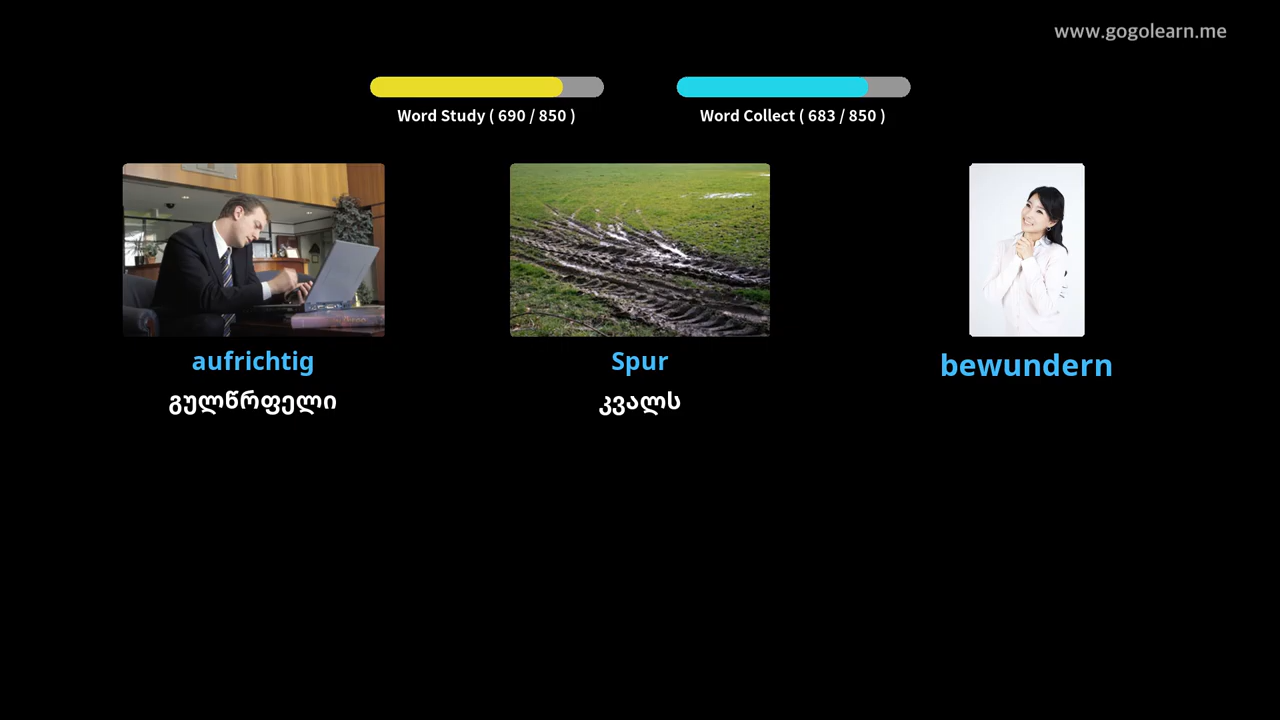 www.gogolearn.me
Word Study ( 690 / 850 )
Word Collect ( 683 / 850 )
aufrichtig
გულწრფელი
Spur
კვალს
bewundern